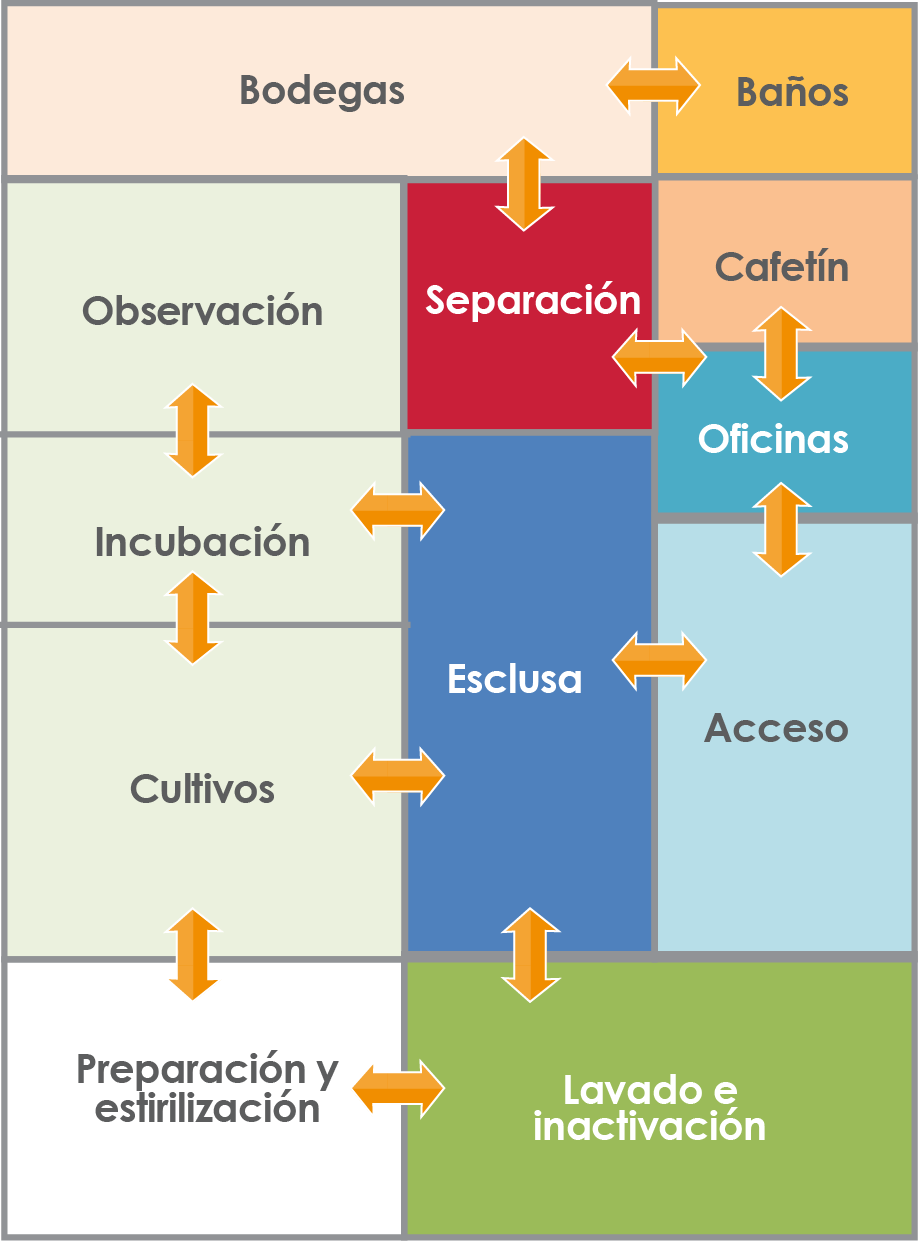 Bodegas
Baños
Observación
Separación
Cafetín
Oficinas
Incubación
Esclusa
Acceso
Cultivos
Preparación y
estirilización
Lavado e
inactivación